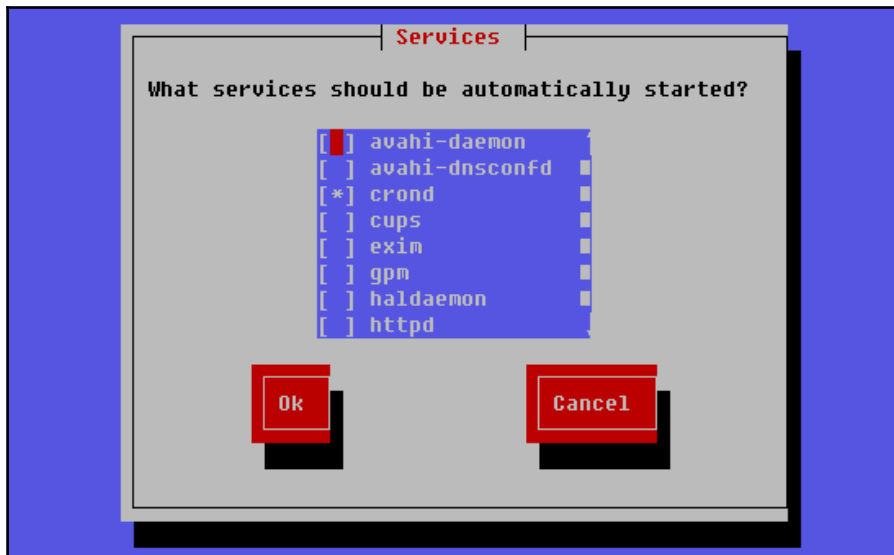 Services
What services should be automatically started?
[ ] avahi-daemon
[ ] avahi-dnsconfd
[*] crond
[ ] cups
[ ] exim
[ ] gpm
[ ] haldaemon
[ ] httpd
Ok Cancel